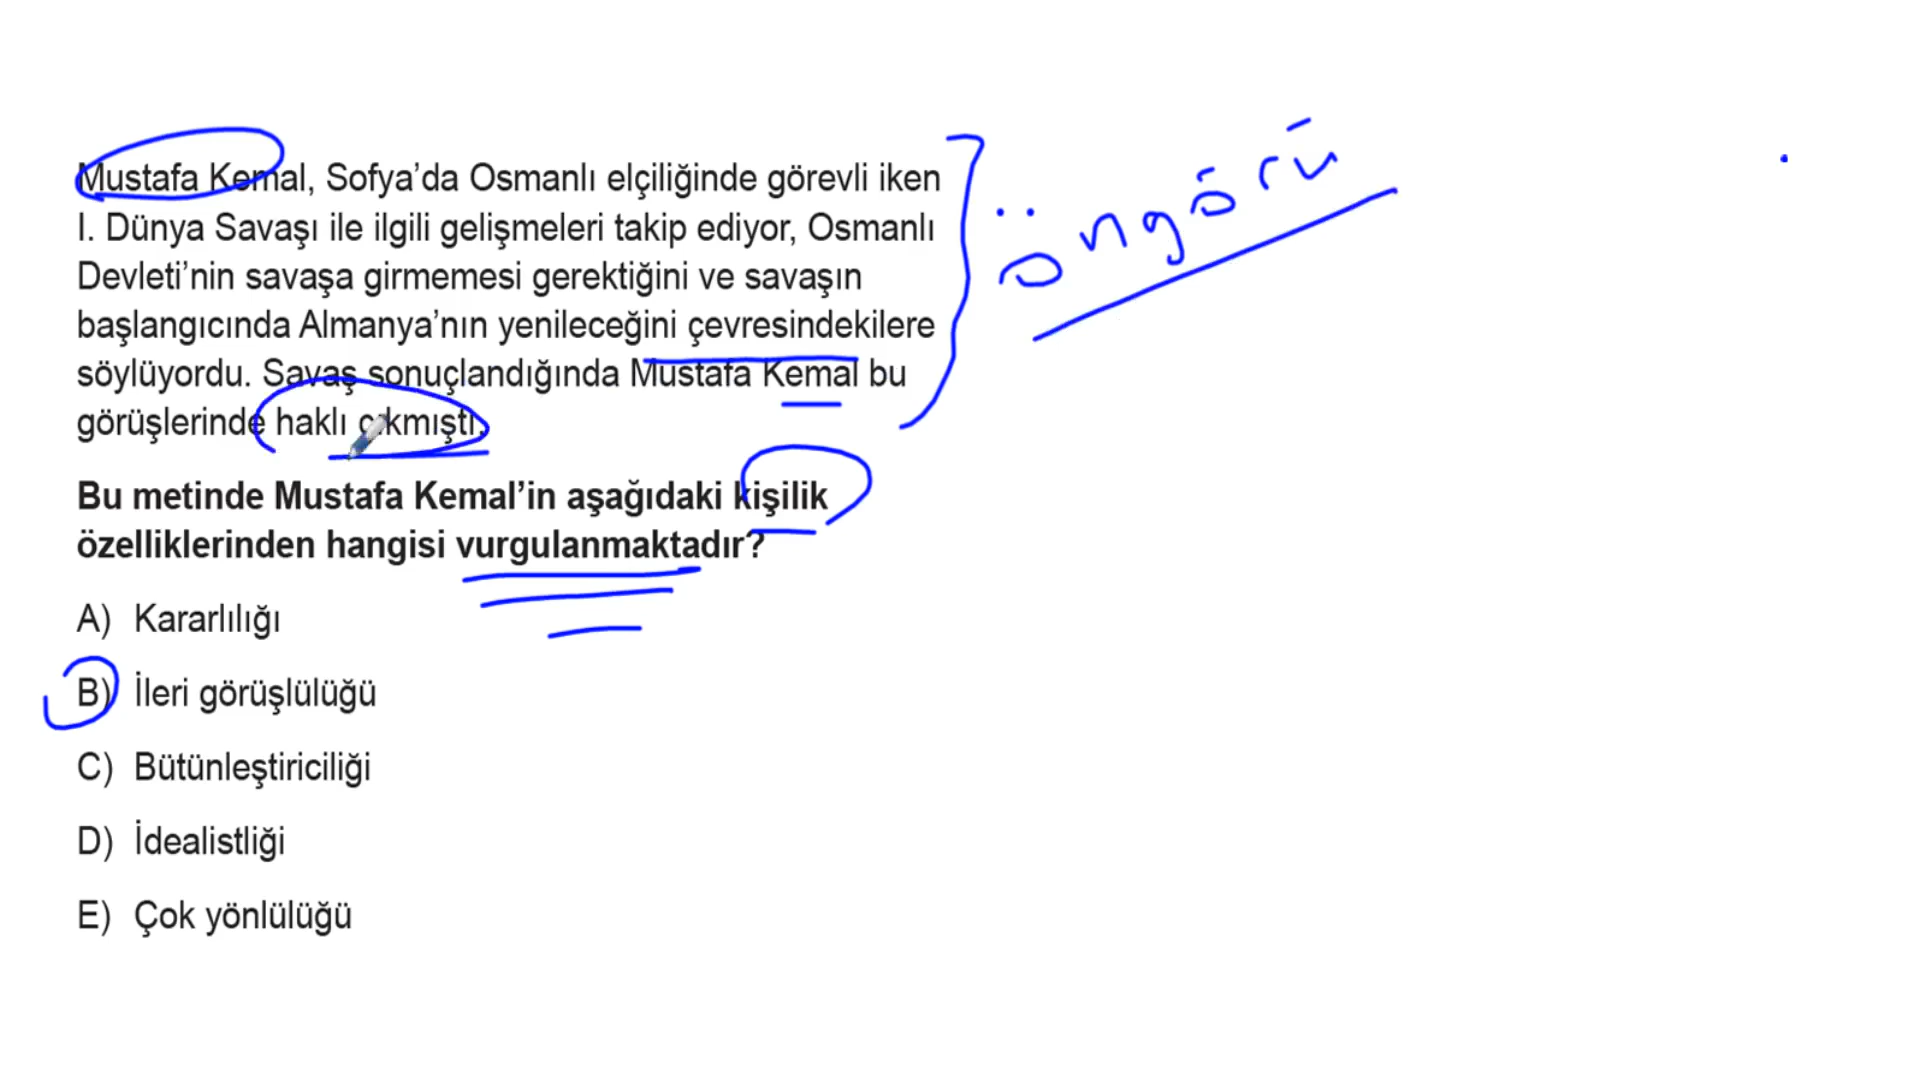 Mustafa Kemal, Sofya’da Osmanlı elçiliğinde görevli iken
I. Dünya Savaşı ile ilgili gelişmeleri takip ediyor, Osmanlı
Devleti’nin savaşa girmemesi gerektiğini ve savaşın
başlangıcında Almanya’nın yenileceğini çevresindekilere
söylüyordu. Savaş sonuçlandığında Mustafa Kemal bu
görüşlerinde haklı çıkmıştı.
öngörü
Bu metinde Mustafa Kemal’in aşağıdaki kişilik
özelliklerinden hangisi vurgulanmaktadır?
A) Kararlılığı
B) İleri görüşlülüğü
C) Bütünleştiriciliği
D) İdealistliği
E) Çok yönlülüğü